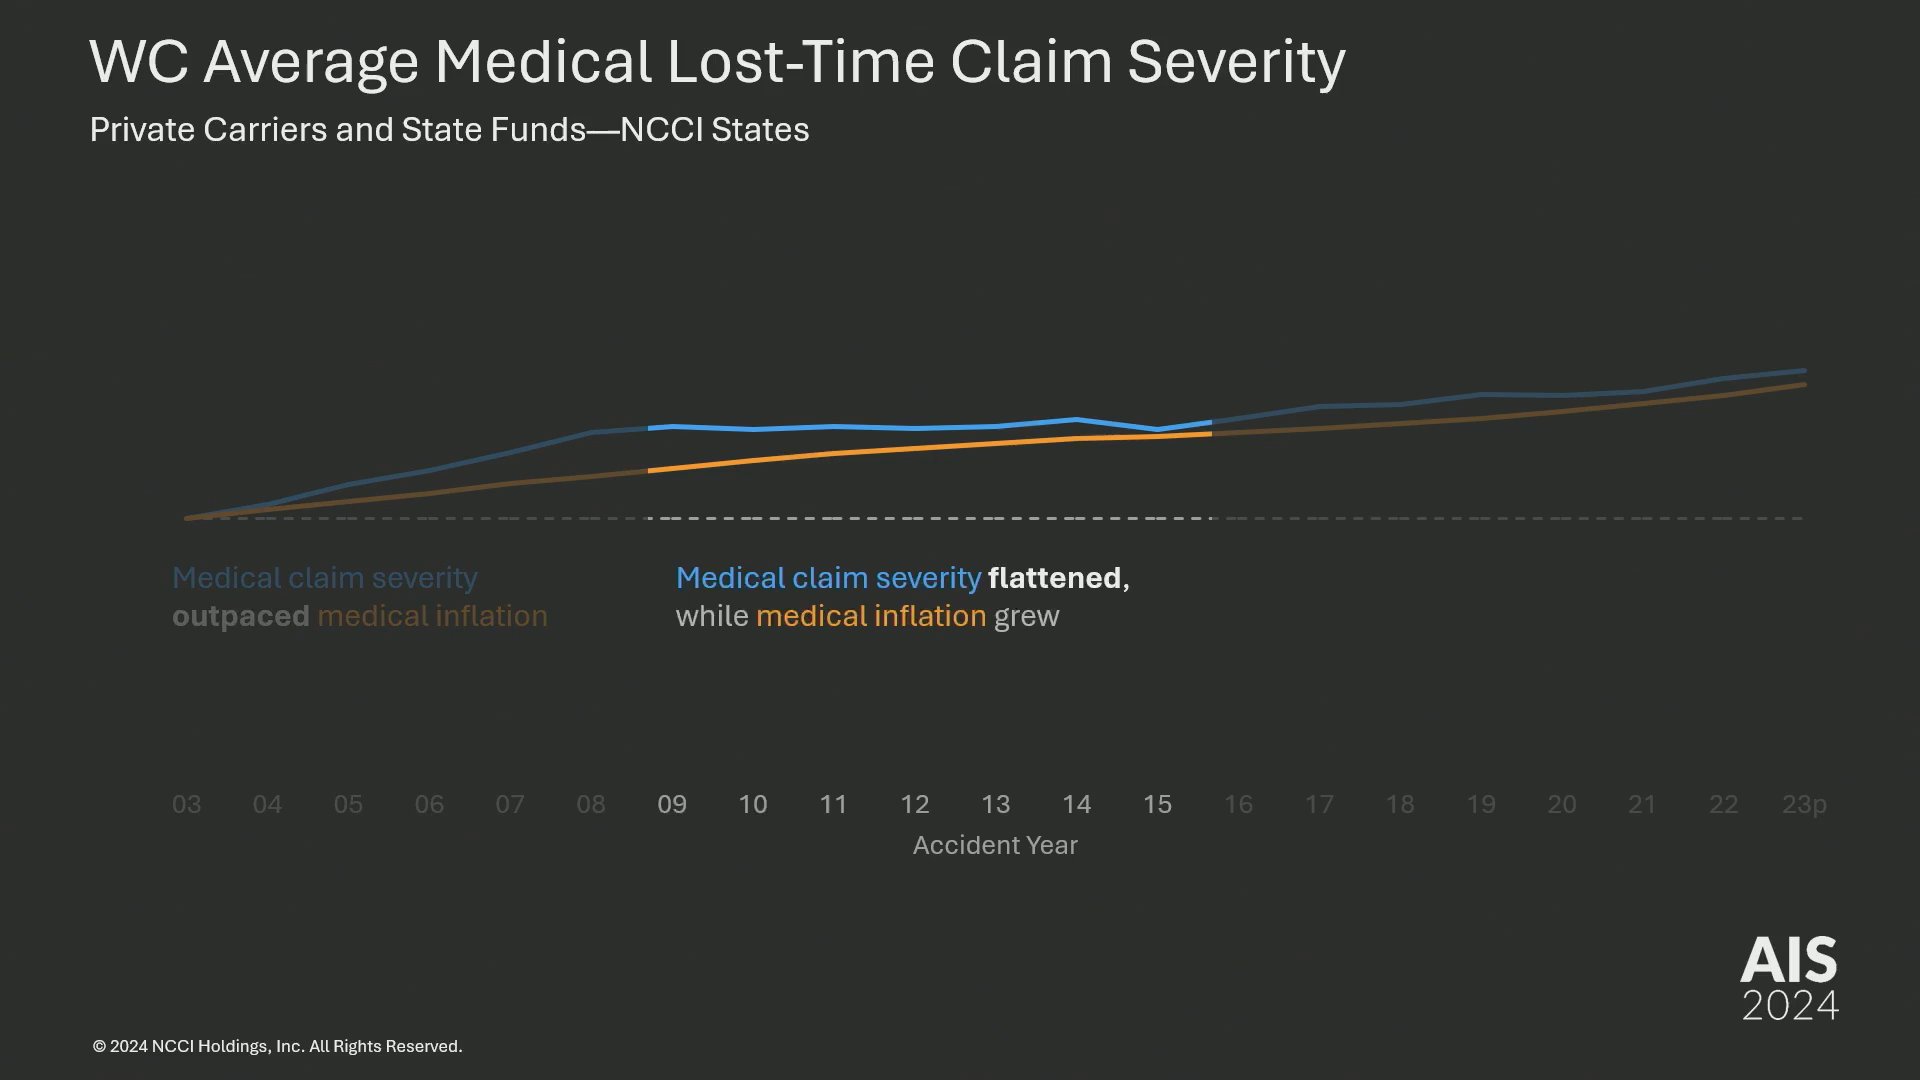 WC Average Medical Lost-Time Claim Severity
Private Carriers and State Funds—NCCI States
Medical claim severity
outpaced medical inflation
Medical claim severity flattened,
while medical inflation grew
03 04 05 06 07 08 09 10 11 12 13 14 15 16 17 18 19 20 21 22 23p
Accident Year
AIS
2024
© 2024 NCCI Holdings, Inc. All Rights Reserved.